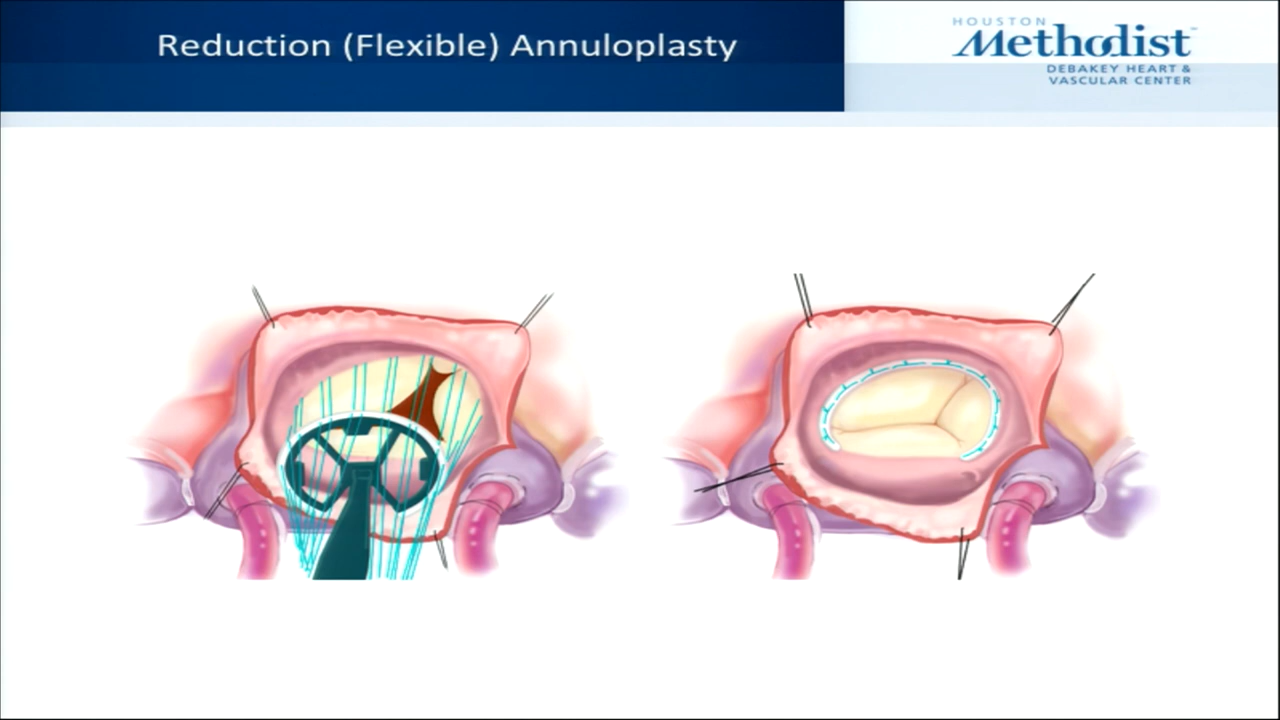 Reduction (Flexible) Annuloplasty
HOUSTON
Methodist
DEBAKEY HEART &
VASCULAR CENTER